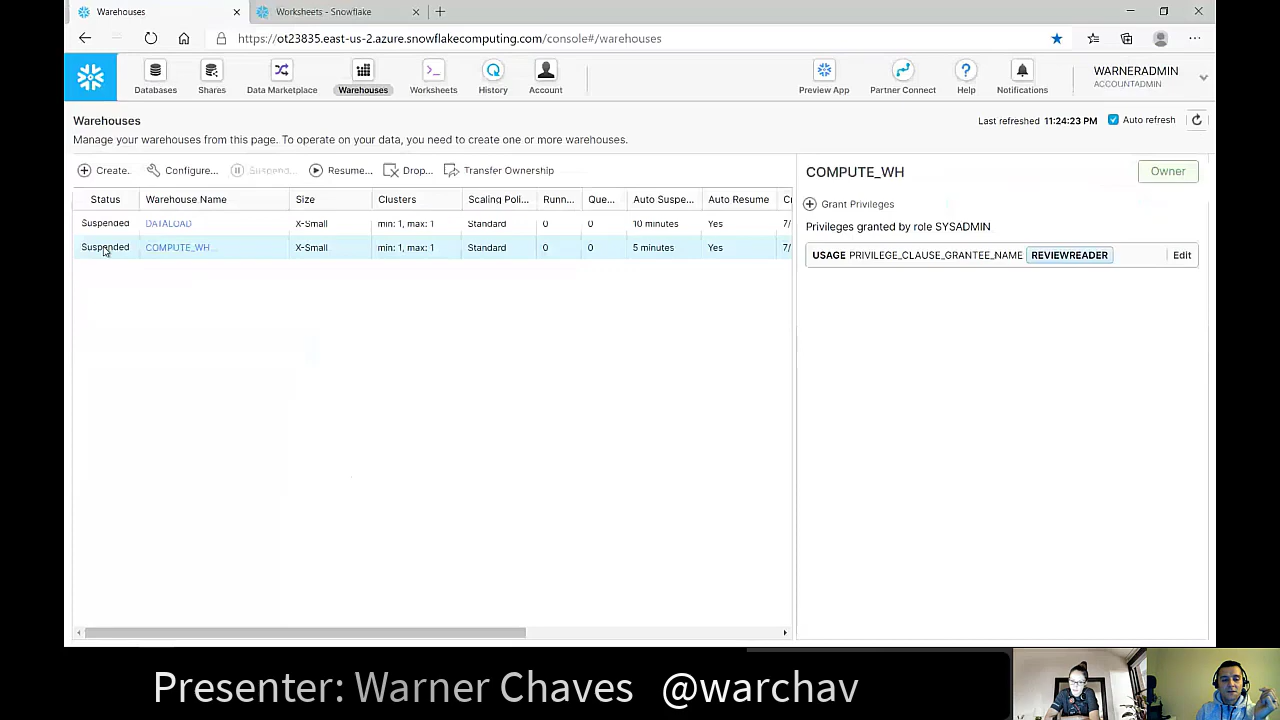 Warehouses
Worksheets - Snowflake
https://ot23835.east-us-2.azure.snowflakecomputing.com/console#/warehouses
Databases
Shares
Data Marketplace
Warehouses
Worksheets
History
Account
Preview App
Partner Connect
Help
Notifications
WARNERADMIN
ACCOUNTADMIN
Warehouses
Last refreshed 11:24:23 PM
Auto refresh
Manage your warehouses from this page. To operate on your data, you need to create one or more warehouses.
Create.
Configure...
Suspend...
Resume...
Drop...
Transfer Ownership
Status Warehouse Name Size Clusters Scaling Poli... Runn... Que... Auto Suspe... Auto Resume Cr
Suspended DATALOAD X-Small min: 1, max: 1 Standard 0 0 10 minutes Yes 7/
Suspended COMPUTE_WH... X-Small min: 1, max: 1 Standard 0 0 5 minutes Yes 7/
COMPUTE_WH
Owner
Grant Privileges
Privileges granted by role SYSADMIN
USAGE PRIVILEGE_CLAUSE_GRANTEE_NAME REVIEWREADER Edit
Presenter: Warner Chaves @warchav